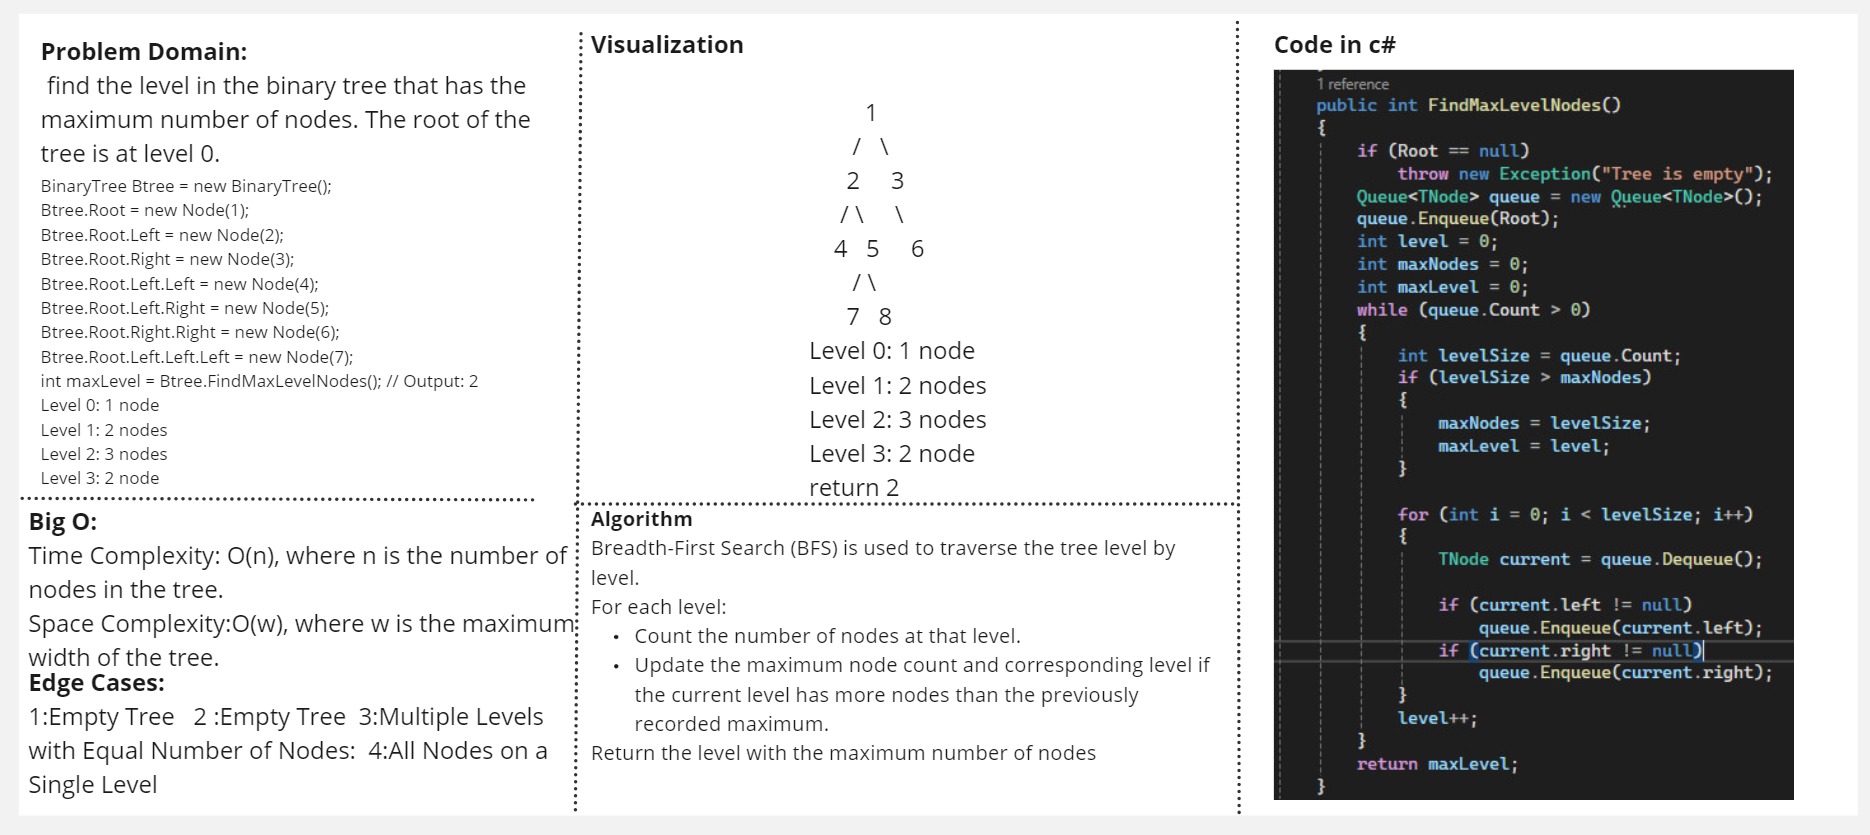 Problem Domain:
find the level in the binary tree that has the
maximum number of nodes. The root of the
tree is at level 0.
BinaryTree Btree = new BinaryTree();
Btree.Root = new Node(1);
Btree.Root.Left = new Node(2);
Btree.Root.Right = new Node(3);
Btree.Root.Left.Left = new Node(4);
Btree.Root.Left.Right = new Node(5);
Btree.Root.Right.Right = new Node(6);
Btree.Root.Left.Left.Left = new Node(7);
int maxLevel = Btree.FindMaxLevelNodes(); // Output: 2
Level 0: 1 node
Level 1: 2 nodes
Level 2: 3 nodes
Level 3: 2 node
Big O:
Time Complexity: O(n), where n is the number of
nodes in the tree.
Space Complexity:O(w), where w is the maximum
width of the tree.
Edge Cases:
1:Empty Tree 2 :Empty Tree 3:Multiple Levels
with Equal Number of Nodes: 4:All Nodes on a
Single Level
Visualization
1
/ \
2 3
/ \ \
4 5 6
/ \
7 8
Level 0: 1 node
Level 1: 2 nodes
Level 2: 3 nodes
Level 3: 2 node
return 2
Algorithm
Breadth-First Search (BFS) is used to traverse the tree level by
level.
For each level:
• Count the number of nodes at that level.
• Update the maximum node count and corresponding level if
the current level has more nodes than the previously
recorded maximum.
Return the level with the maximum number of nodes
Code in c#
1 reference
public int FindMaxLevelNodes()
{
if (Root == null)
throw new Exception("Tree is empty");
Queue<TNode> queue = new Queue<TNode>();
queue.Enqueue(Root);
int level = 0;
int maxNodes = 0;
int maxLevel = 0;
while (queue.Count > 0)
{
int levelSize = queue.Count;
if (levelSize > maxNodes)
{
maxNodes = levelSize;
maxLevel = level;
}
for (int i = 0; i < levelSize; i++)
{
TNode current = queue.Dequeue();
if (current.left != null)
queue.Enqueue(current.left);
if (current.right != null)
queue.Enqueue(current.right);
}
level++;
}
return maxLevel;
}